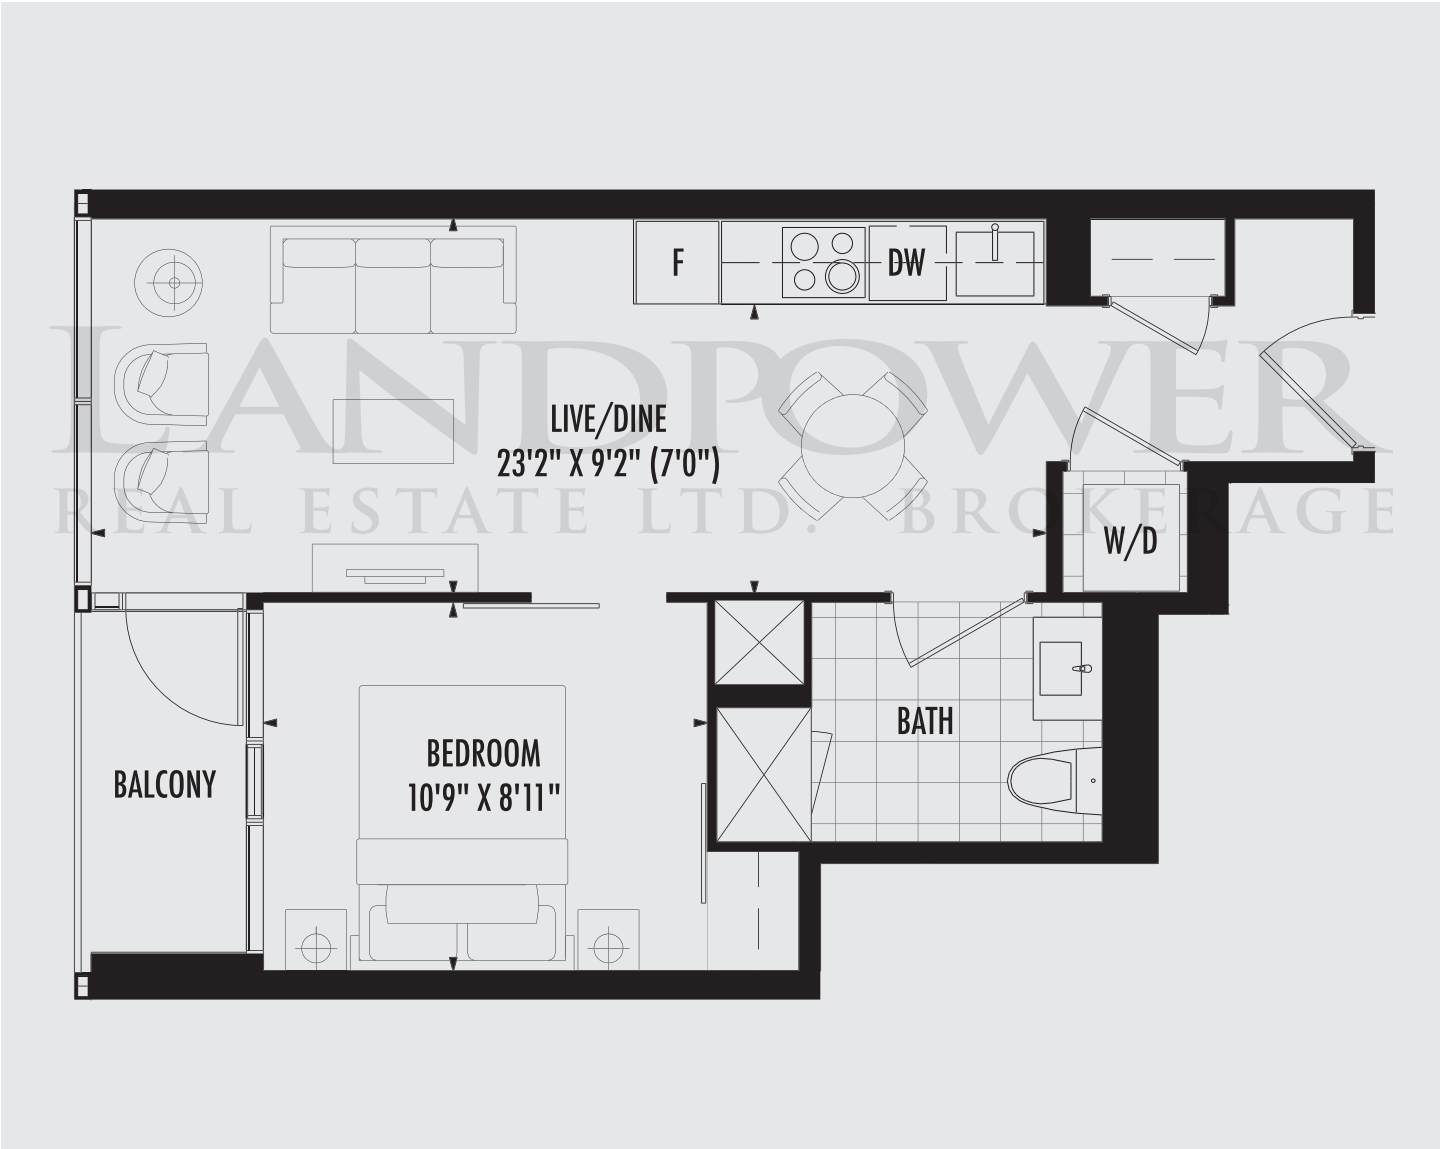 F
DW
LANDPOWER
LIVE/DINE
23'2" X 9'2" (7'0")
REAL ESTATE LTD. BROKERAGE
W/D
BATH
BEDROOM
10'9" X 8'11"
BALCONY